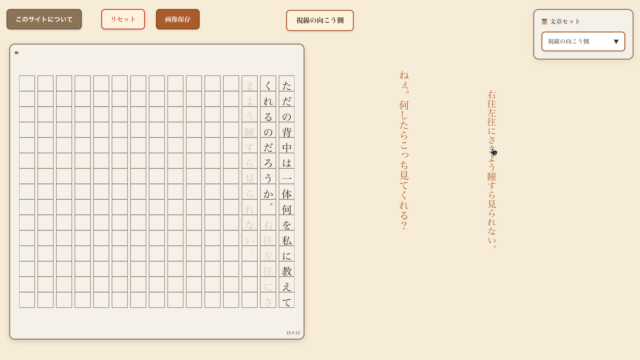 このサイトについて
リセット
画像保存
視線の向こう側
文章セット
視線の向こう側
ただの背中は一体何を私に教えて
くれるのだろうか。右往左往にさ
まよう瞳すら見られない
15×15
右往左往にさまよう瞳すら見られない。
ねぇ。何したらこっち見てくれる？